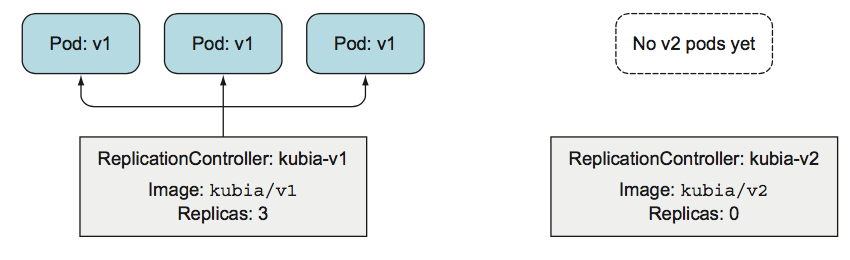 Pod: v1
Pod: v1
Pod: v1
No v2 pods yet
ReplicationController: kubia-v1
Image: kubia/v1
Replicas: 3
ReplicationController: kubia-v2
Image: kubia/v2
Replicas: 0